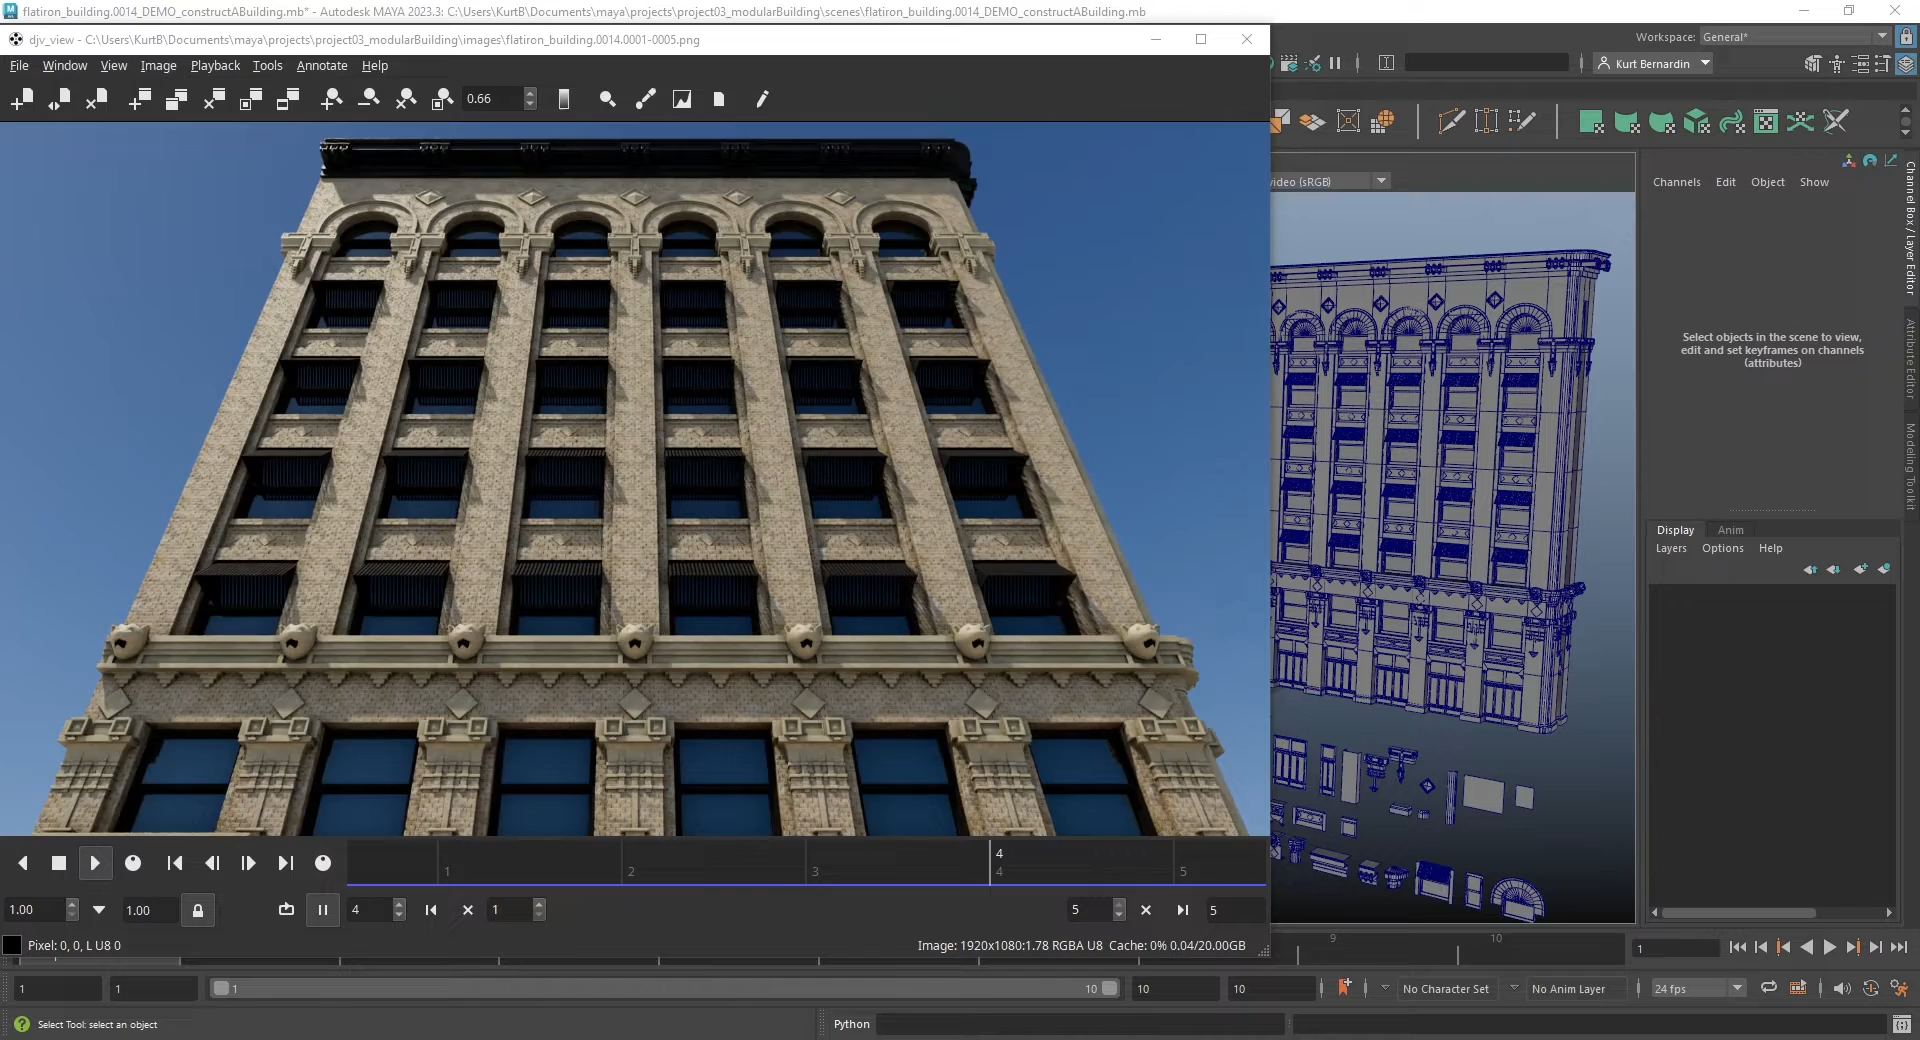 flatiron_building.0014_DEMO_constructABuilding.mb* - Autodesk MAYA 2023.3: C:\Users\KurtB\Documents\maya\projects\project03_modularBuilding\scenes\flatiron_building.0014_DEMO_constructABuilding.mb
djv_view - C:\Users\KurtB\Documents\maya\projects\project03_modularBuilding\images\flatiron_building.0014.0001-0005.png
Workspace: General*
File Window View Image Playback Tools Annotate Help
Kurt Bernardin
0.66
video (sRGB)
Channels Edit Object Show
Channel Box / Layer Editor
Attribute Editor
Modeling Toolkit
Select objects in the scene to view,
edit and set keyframes on channels
(attributes)
Display Anim
Layers Options Help
4
1 2 3 4 5
1.00 1.00 4 1 5 5
Pixel: 0, 0, L U8 0
Image: 1920x1080:1.78 RGBA U8 Cache: 0% 0.04/20.00GB
9 10 1
1 1 1 10 10 10 No Character Set No Anim Layer 24 fps
Select Tool: select an object Python